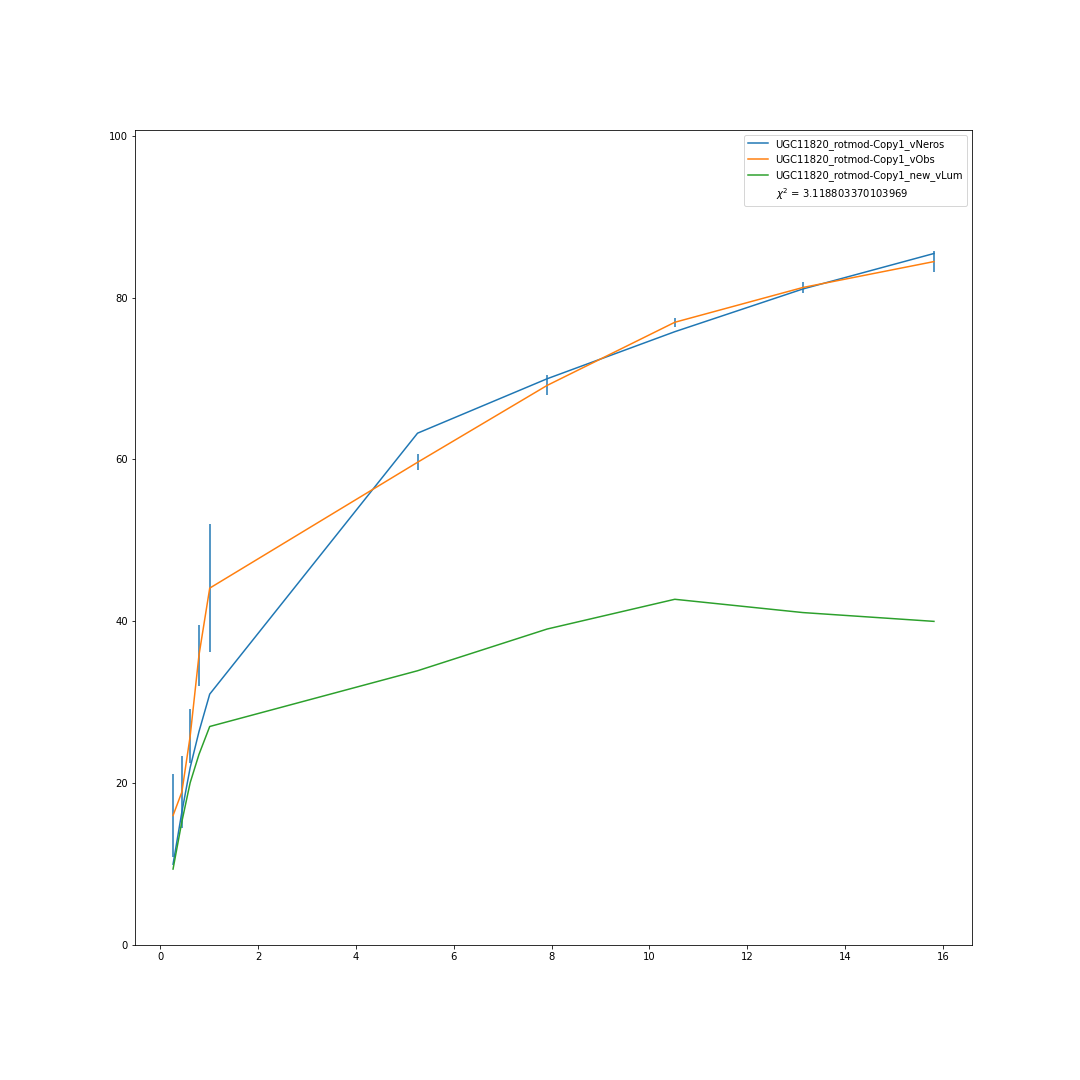 100
80
60
40
20
0
0 2 4 6 8 10 12 14 16
UGC11820_rotmod-Copy1_vNeros
UGC11820_rotmod-Copy1_vObs
UGC11820_rotmod-Copy1_new_vLum
χ² = 3.118803370103969